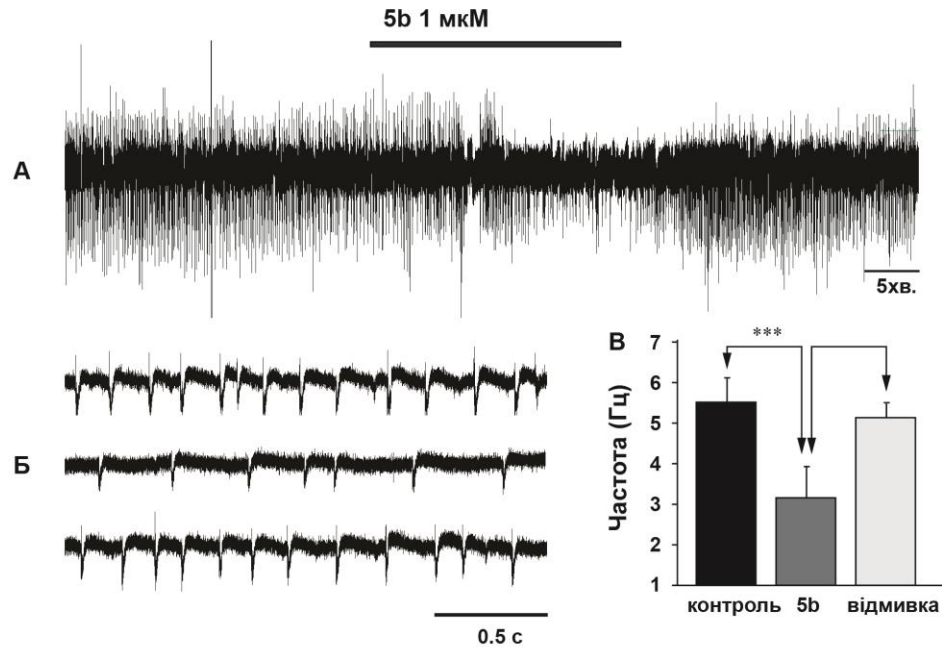 5b 1 мкМ
А
5хв.
Б
0.5 с
В
***
7
6
5
4
3
2
1
Частота (Гц)
контроль 5b відмивка